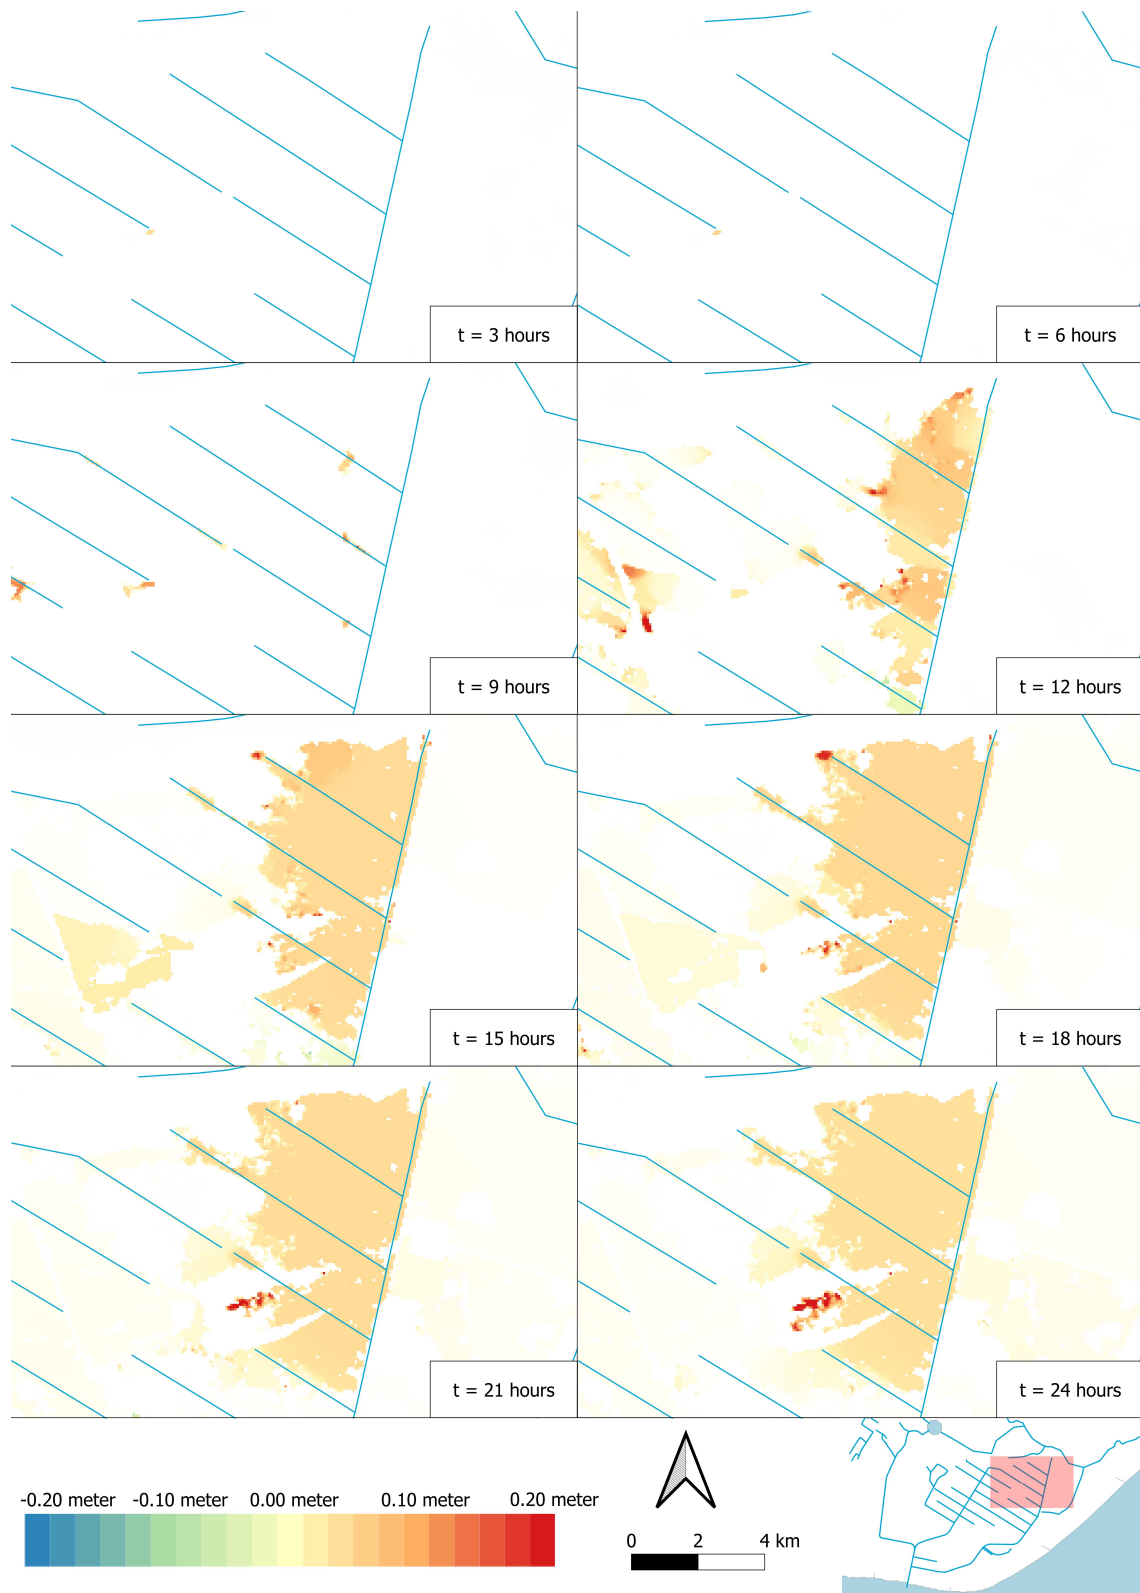 t = 3 hours
t = 6 hours
t = 9 hours
t = 12 hours
t = 15 hours
t = 18 hours
t = 21 hours
t = 24 hours
-0.20 meter -0.10 meter 0.00 meter 0.10 meter 0.20 meter
0 2 4 km